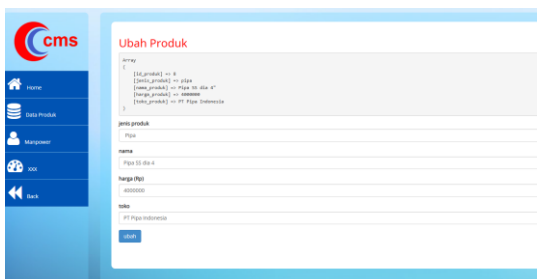 cms
Home
Data Produk
Manpower
xxx
Back
Ubah Produk
Array
(
[id_produk] => 8
[jenis_produk] => pipa
[nama_produk] => Pipa SS dia 4"
[harga_produk] => 4000000
[toko_produk] => PT Pipa Indonesia
)
jenis produk
Pipa
nama
Pipa SS dia 4
harga (Rp)
4000000
toko
PT Pipa Indonesia
ubah